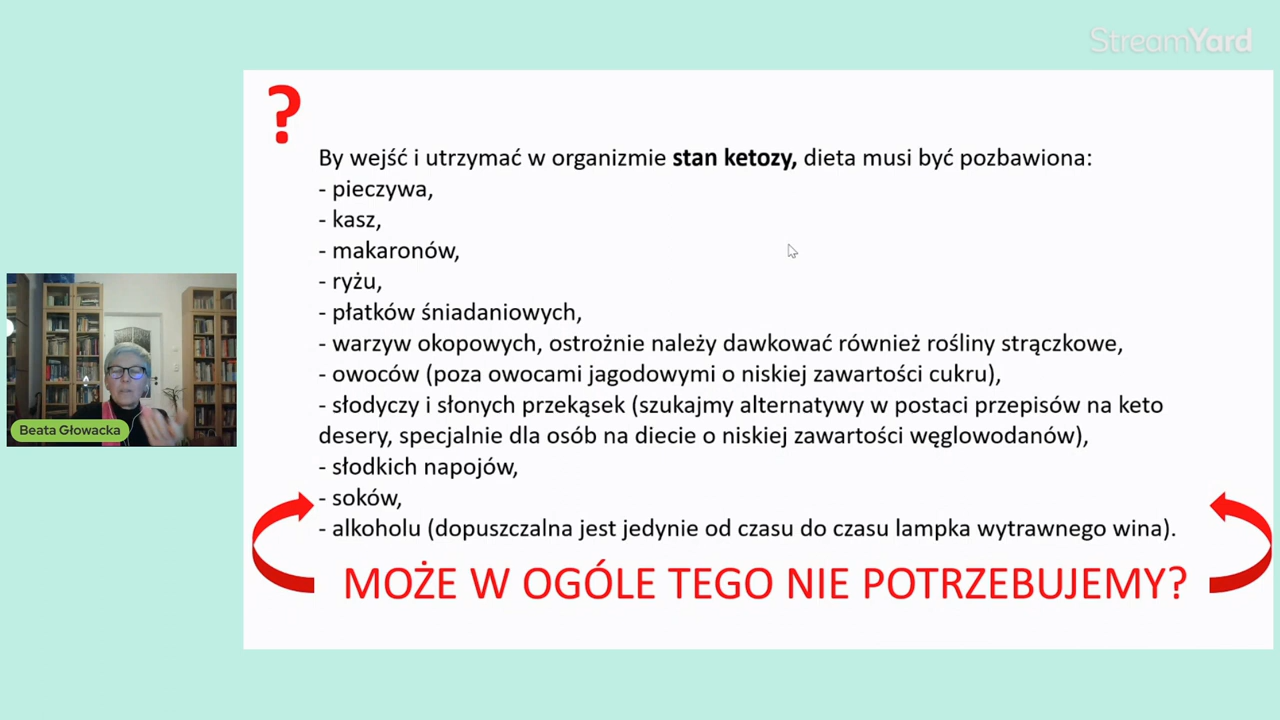 StreamYard
?
By wejść i utrzymać w organizmie stan ketozy, dieta musi być pozbawiona:
- pieczywa,
- kasz,
- makaronów,
- ryżu,
- płatków śniadaniowych,
- warzyw okopowych, ostrożnie należy dawkować również rośliny strączkowe,
- owoców (poza owocami jagodowymi o niskiej zawartości cukru),
- słodyczy i słonych przekąsek (szukajmy alternatywy w postaci przepisów na keto
desery, specjalnie dla osób na diecie o niskiej zawartości węglowodanów),
- słodkich napojów,
- soków,
- alkoholu (dopuszczalna jest jedynie od czasu do czasu lampka wytrawnego wina).
MOŻE W OGÓLE TEGO NIE POTRZEBUJEMY?
Beata Głowacka